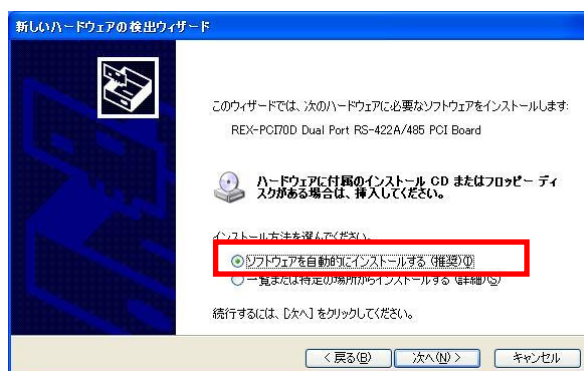 新しいハードウェアの検出ウィザード
このウィザードでは、次のハードウェアに必要なソフトウェアをインストールします:
REX-PCI70D Dual Port RS-422A/485 PCI Board
ハードウェアに付属のインストール CD またはフロッピー ディ
スクがある場合は、挿入してください。
インストール方法を選んでください。
ソフトウェアを自動的にインストールする (推奨)(I)
一覧または特定の場所からインストールする (詳細)(S)
続行するには、[次へ] をクリックしてください。
< 戻る(B)
次へ(N) >
キャンセル